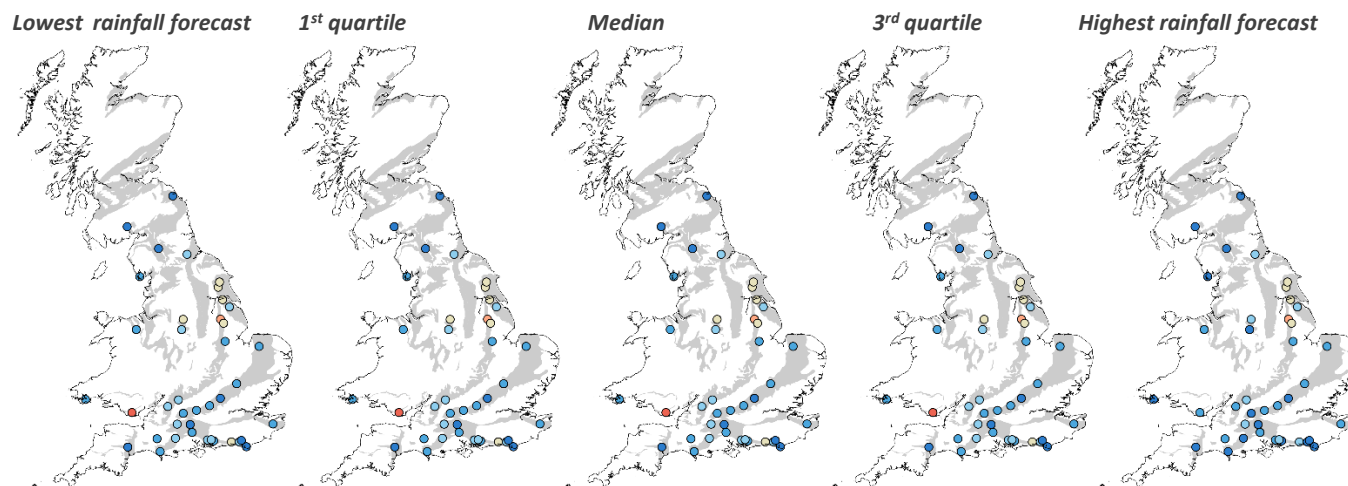 Lowest rainfall forecast
1st quartile
Median
3rd quartile
Highest rainfall forecast